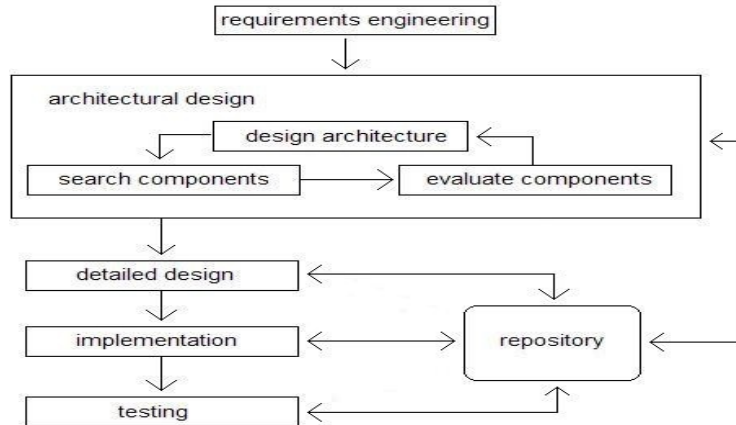 requirements engineering
architectural design
design architecture
search components
evaluate components
detailed design
implementation
repository
testing